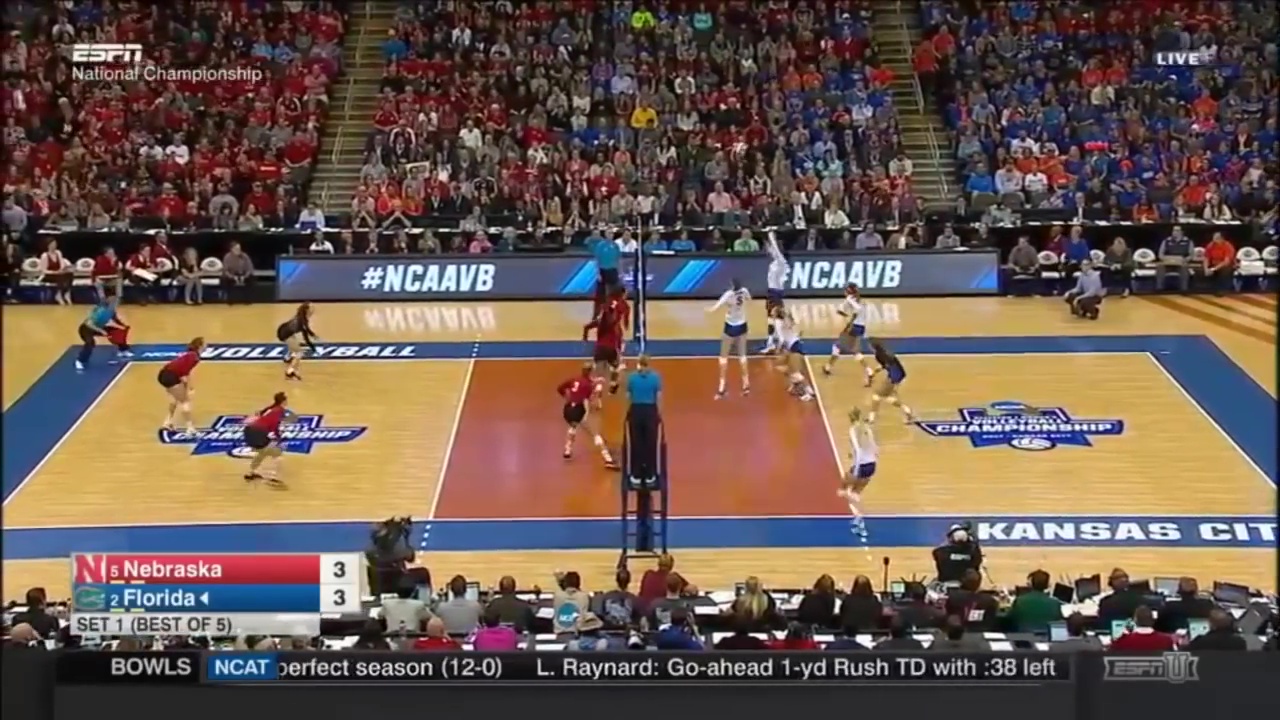 ESPN
National Championship
LIVE
#NCAAVB
#NCAAVB
VOLLEYBALL
VOLLEYBALL
CHAMPIONSHIP
CHAMPIONSHIP
KANSAS CIT
N 5 Nebraska 3
2 Florida 3
SET 1 (BEST OF 5)
BOWLS NCAT perfect season (12-0) L. Raynard: Go-ahead 1-yd Rush TD with :38 left
ESPNU